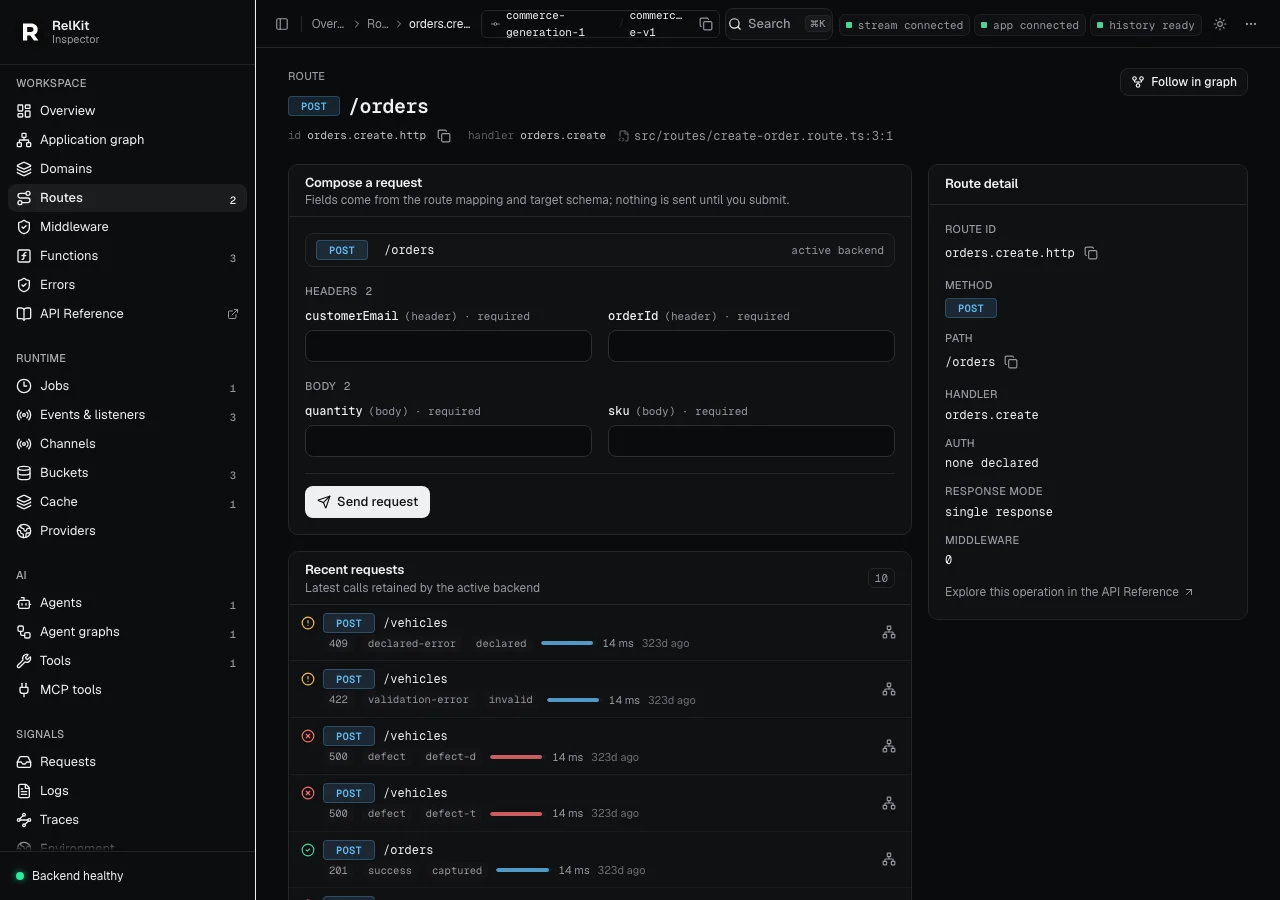 R
RelKit
Inspector
WORKSPACE
Overview
Application graph
Domains
Routes 2
Middleware
Functions 3
Errors
API Reference
RUNTIME
Jobs 1
Events & listeners 3
Channels
Buckets 3
Cache 1
Providers
AI
Agents 1
Agent graphs 1
Tools 1
MCP tools
SIGNALS
Requests
Logs
Traces
Environment
Backend healthy
Over... > Ro... > orders.cre...
commerce-
generation-1 / commerc...
e-v1
Search ⌘K
stream connected
app connected
history ready
ROUTE
POST /orders
Follow in graph
id orders.create.http handler orders.create src/routes/create-order.route.ts:3:1
Compose a request
Fields come from the route mapping and target schema; nothing is sent until you submit.
POST /orders active backend
HEADERS 2
customerEmail (header) · required
orderId (header) · required
BODY 2
quantity (body) · required
sku (body) · required
Send request
Recent requests
Latest calls retained by the active backend
10
POST /vehicles
409 declared-error declared 14 ms 323d ago
POST /vehicles
422 validation-error invalid 14 ms 323d ago
POST /vehicles
500 defect defect-d 14 ms 323d ago
POST /vehicles
500 defect defect-t 14 ms 323d ago
POST /orders
201 success captured 14 ms 323d ago
Route detail
ROUTE ID
orders.create.http
METHOD
POST
PATH
/orders
HANDLER
orders.create
AUTH
none declared
RESPONSE MODE
single response
MIDDLEWARE
0
Explore this operation in the API Reference ↗